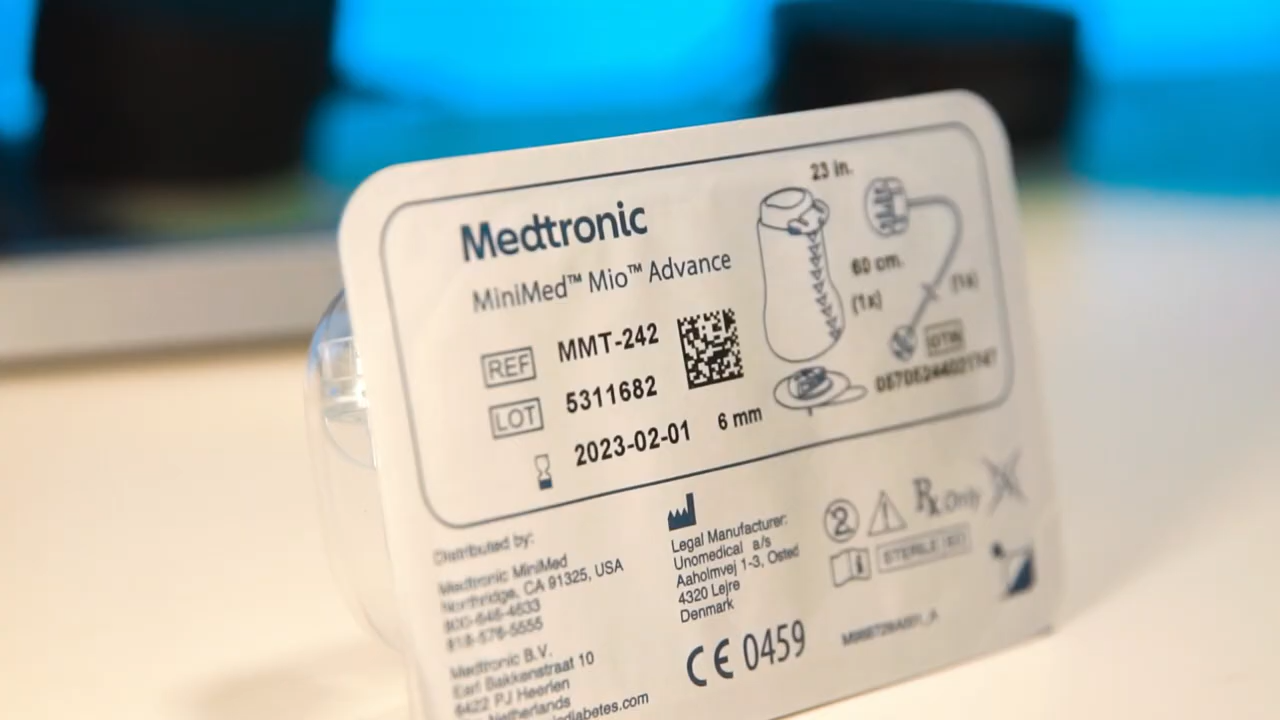 Medtronic
MiniMed™ Mio™ Advance
REF MMT-242
LOT 5311682
2023-02-01 6 mm
23 in.
60 cm.
(1x)
(1x)
Distributed by:
Medtronic MiniMed
Northridge, CA 91325, USA
800-646-4633
818-576-5555
Medtronic B.V.
Earl Bakkenstraat 10
6422 PJ Heerlen
Netherlands
diabetes.com
Legal Manufacturer:
Unomedical a/s
Aaholmvej 1-3, Osted
4320 Lejre
Denmark
CE 0459
2
Rx Only
STERILE